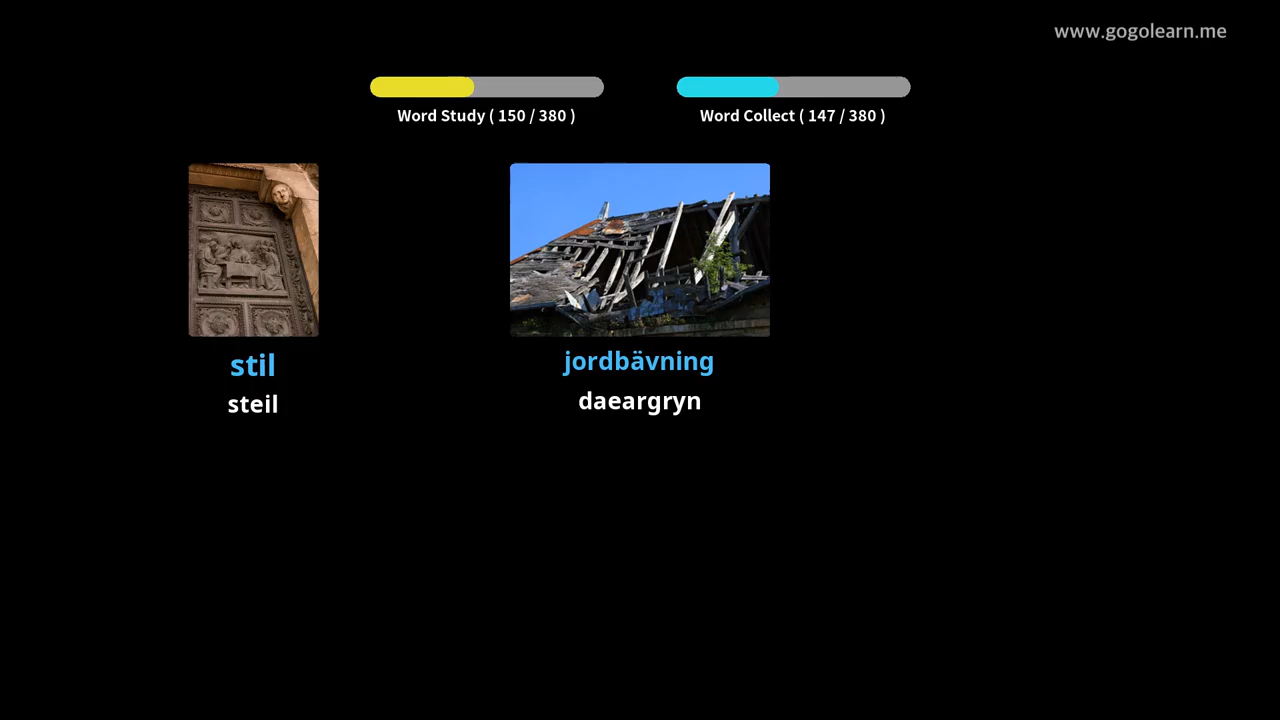 www.gogolearn.me
Word Study ( 150 / 380 )
Word Collect ( 147 / 380 )
stil
steil
jordbävning
daeargryn